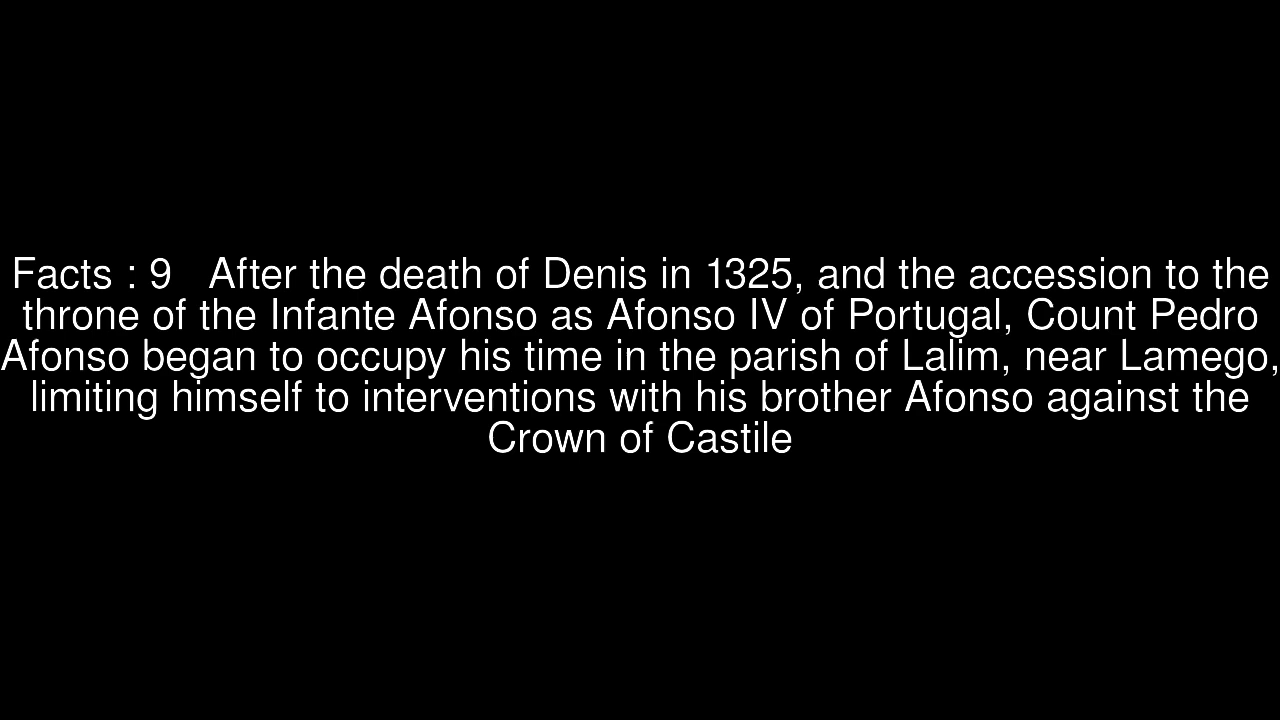 Facts : 9   After the death of Denis in 1325, and the accession to the
throne of the Infante Afonso as Afonso IV of Portugal, Count Pedro
Afonso began to occupy his time in the parish of Lalim, near Lamego,
limiting himself to interventions with his brother Afonso against the
Crown of Castile